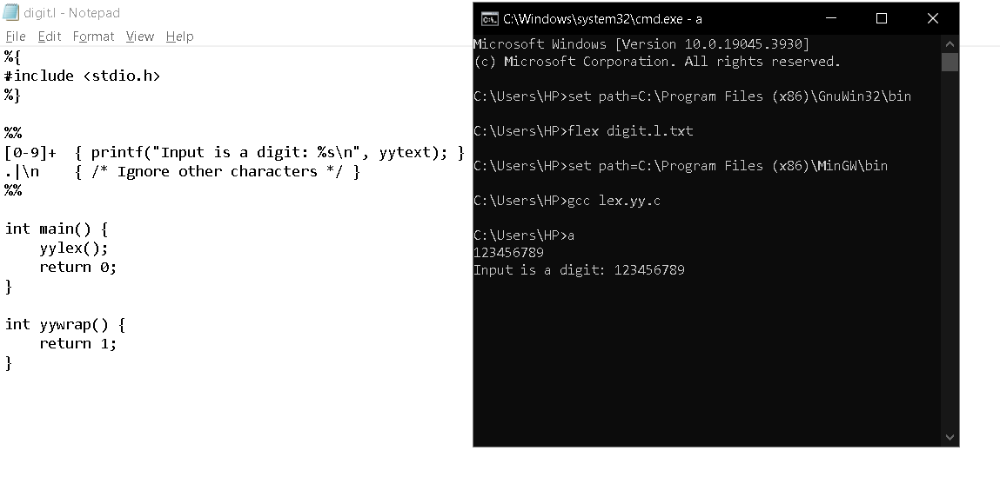 digit.l - Notepad
File Edit Format View Help
%{
#include <stdio.h>
%}
%%
[0-9]+  { printf("Input is a digit: %s\n", yytext); }
.|\n    { /* Ignore other characters */ }
%%
int main() {
    yylex();
    return 0;
}
int yywrap() {
    return 1;
}
C:\Windows\system32\cmd.exe - a
Microsoft Windows [Version 10.0.19045.3930]
(c) Microsoft Corporation. All rights reserved.
C:\Users\HP>set path=C:\Program Files (x86)\GnuWin32\bin
C:\Users\HP>flex digit.l.txt
C:\Users\HP>set path=C:\Program Files (x86)\MinGW\bin
C:\Users\HP>gcc lex.yy.c
C:\Users\HP>a
123456789
Input is a digit: 123456789